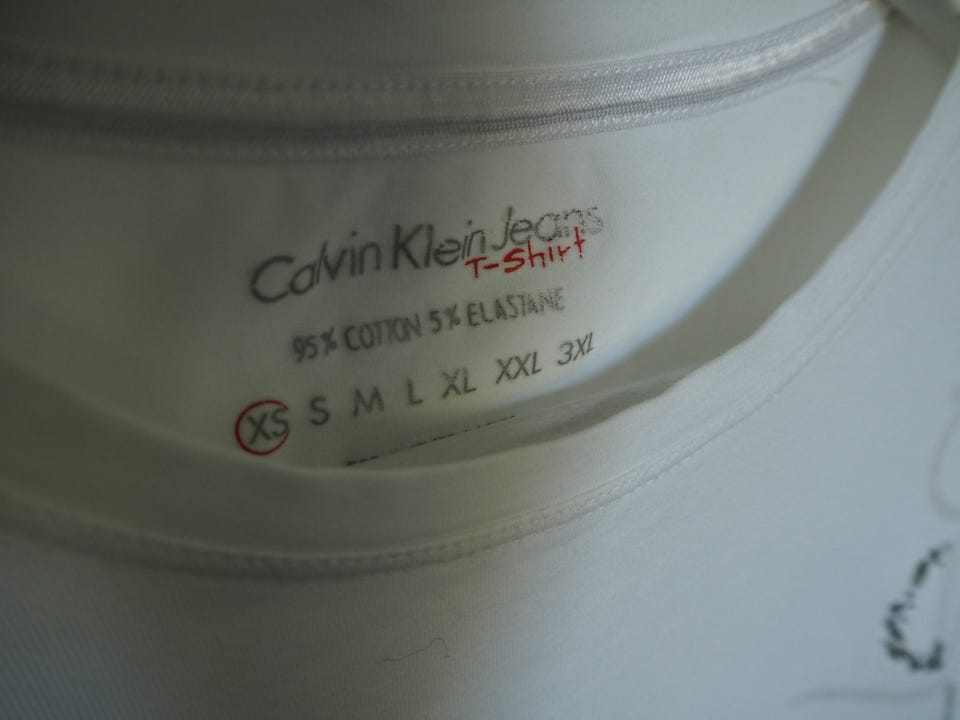 Calvin Klein Jeans
T-Shirt
95% COTTON 5% ELASTANE
XS S M L XL XXL 3XL